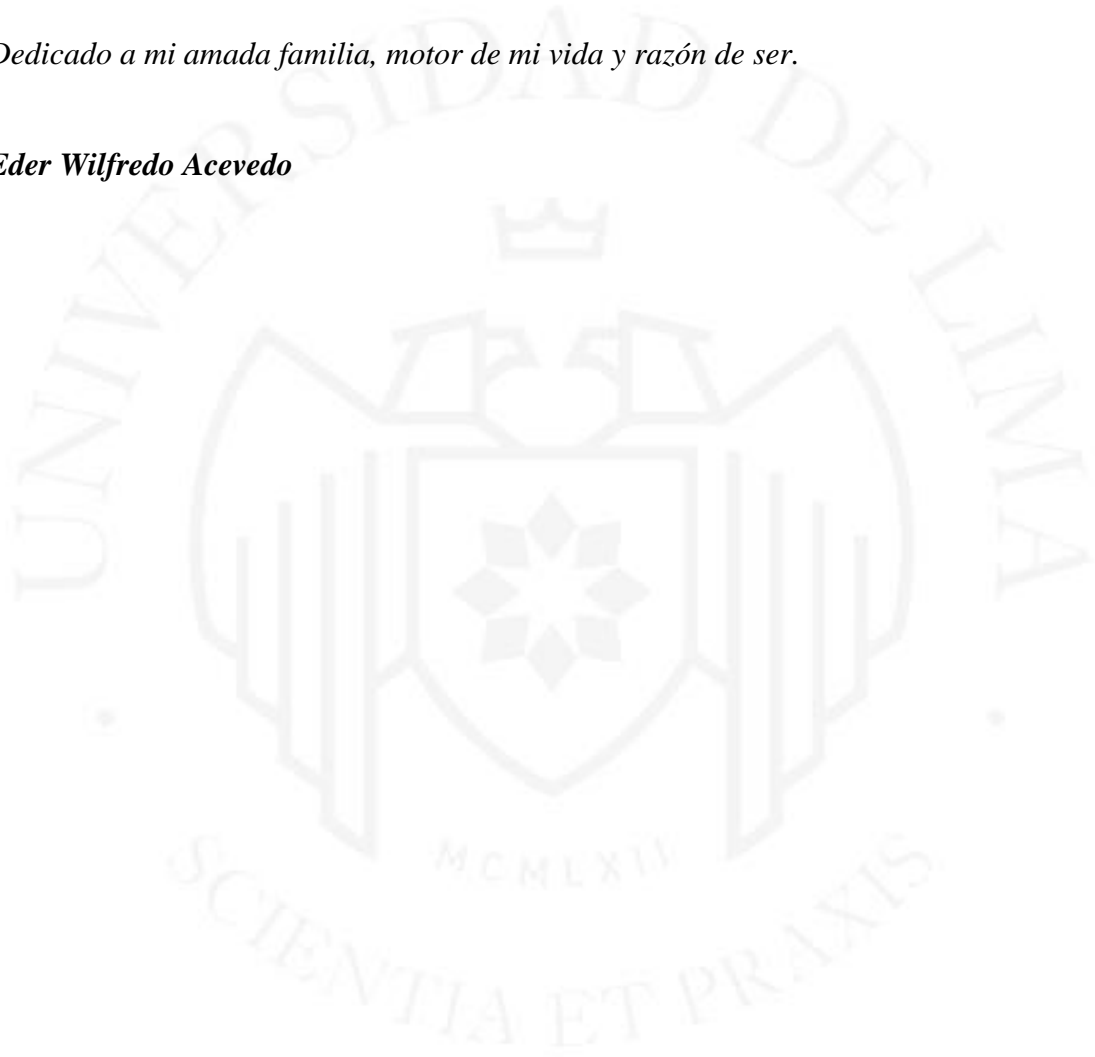 Dedicado a mi amada familia, motor de mi vida y razón de ser.
Eder Wilfredo Acevedo
UNIVERSIDAD DE LIMA
MCMLXII
SCIENTIA ET PRAXIS